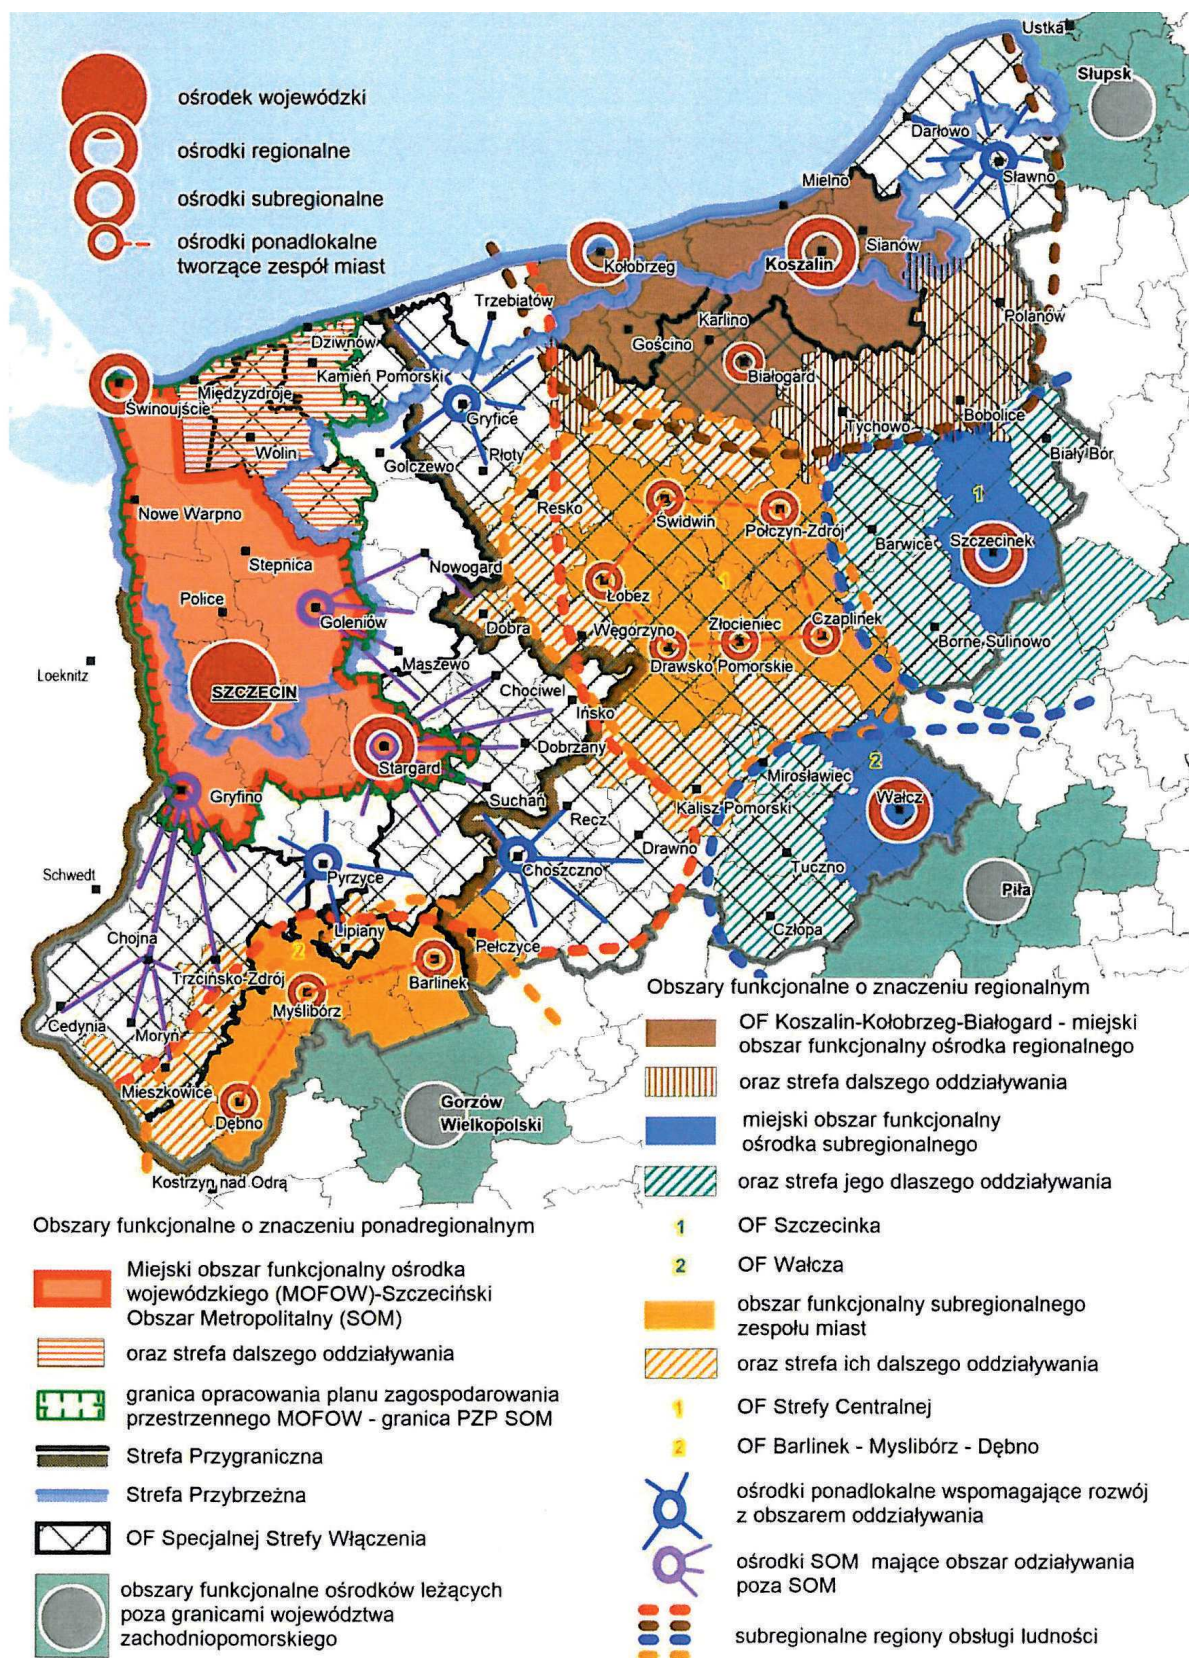 ośrodek wojewódzki
ośrodki regionalne
ośrodki subregionalne
ośrodki ponadlokalne
tworzące zespół miast
Ustka
Słupsk
Darłowo
Sławno
Mielno
Sianów
Koszalin
Kołobrzeg
Polanów
Trzebiatów
Karlino
Gościno
Białogard
Dziwnów
Kamień Pomorski
Międzyzdroje
Świnoujście
Gryfice
Tychowo
Bobolice
Biały Bór
Wolin
Golczewo
Płoty
Resko
Świdwin
Połczyn-Zdrój
1
Barwice
Szczecinek
Nowe Warpno
Stepnica
Nowogard
Police
Goleniów
Łobez
1
Dobra
Węgorzyno
Złocieniec
Czaplinek
Borne Sulinowo
Drawsko Pomorskie
Maszewo
Loeknitz
SZCZECIN
Chociwel
Ińsko
Dobrzany
Stargard
Mirosławiec
2
Wałcz
Gryfino
Suchań
Recz
Kalisz Pomorski
Drawno
Choszczno
Pyrzyce
Tuczno
Piła
Schwedt
Człopa
Chojna
Lipiany
Pełczyce
2
Barlinek
Trzcińsko-Zdrój
Myślibórz
Cedynia
Moryń
Mieszkowice
Dębno
Gorzów
Wielkopolski
Kostrzyn nad Odrą
Obszary funkcjonalne o znaczeniu regionalnym
OF Koszalin-Kołobrzeg-Białogard - miejski
obszar funkcjonalny ośrodka regionalnego
oraz strefa dalszego oddziaływania
miejski obszar funkcjonalny
ośrodka subregionalnego
oraz strefa jego dlaszego oddziaływania
1 OF Szczecinka
2 OF Wałcza
obszar funkcjonalny subregionalnego
zespołu miast
oraz strefa ich dalszego oddziaływania
1 OF Strefy Centralnej
2 OF Barlinek - Myslibórz - Dębno
ośrodki ponadlokalne wspomagające rozwój
z obszarem oddziaływania
ośrodki SOM mające obszar odziaływania
poza SOM
subregionalne regiony obsługi ludności
Obszary funkcjonalne o znaczeniu ponadregionalnym
Miejski obszar funkcjonalny ośrodka
wojewódzkiego (MOFOW)-Szczeciński
Obszar Metropolitalny (SOM)
oraz strefa dalszego oddziaływania
granica opracowania planu zagospodarowania
przestrzennego MOFOW - granica PZP SOM
Strefa Przygraniczna
Strefa Przybrzeżna
OF Specjalnej Strefy Włączenia
obszary funkcjonalne ośrodków leżących
poza granicami województwa
zachodniopomorskiego